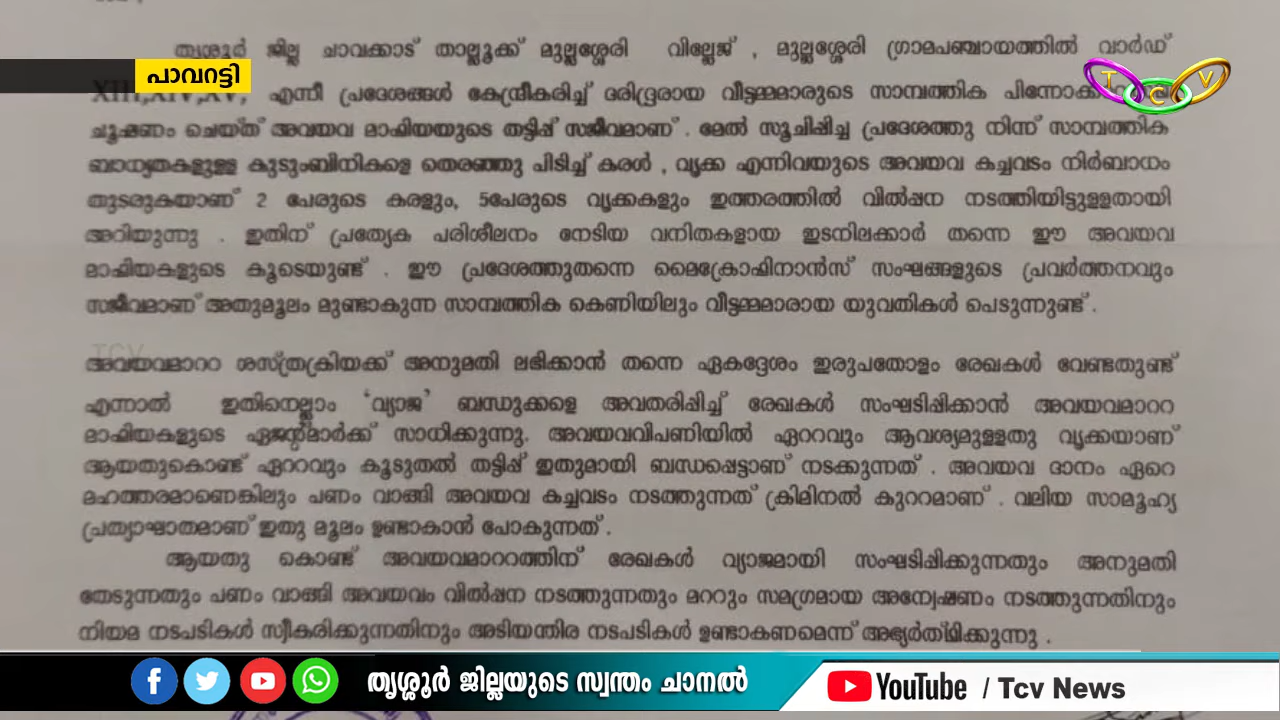 തൃശ്ശൂർ ജില്ല ചാവക്കാട് താല്ലൂക്ക് മുല്ലശ്ശേരി വില്ലേജ് , മുല്ലശ്ശേരി ഗ്രാമപഞ്ചായത്തിൽ വാർഡ്
പാവറട്ടി
T C V
XIII,XIV,XV, എന്നീ പ്രദേശങ്ങൾ കേന്ദ്രീകരിച്ച് ദരിദ്രരായ വീട്ടമ്മമാരുടെ സാമ്പത്തിക
ചൂഷണം ചെയ്ത് അവയവ മാഫിയയുടെ തട്ടിപ്പ് സജീവമാണ് . മേൽ സൂചിപ്പിച്ച പ്രദേശത്തു നിന്ന് സാമ്പത്തിക
ബാദ്ധ്യതകളുള്ള കുടുംബിനികളെ തെരഞ്ഞു പിടിച്ച് കരൾ , വൃക്ക എന്നിവയുടെ അവയവ കച്ചവടം നിർബാധം
തുടരുകയാണ് 2 പേരുടെ കരളും, 5പേരുടെ വൃക്കകളും ഇത്തരത്തിൽ വിൽപ്പന നടത്തിയിട്ടുള്ളതായി
അറിയുന്നു . ഇതിന് പ്രത്യേക പരിശീലനം നേടിയ വനിതകളായ ഇടനിലക്കാർ തന്നെ ഈ അവയവ
മാഫിയകളുടെ കൂടെയുണ്ട് . ഈ പ്രദേശത്തുതന്നെ മൈക്രോഫിനാൻസ് സംഘങ്ങളുടെ പ്രവർത്തനവും
സജീവമാണ് അതുമൂലം മുണ്ടാകുന്ന സാമ്പത്തിക കെണിയിലും വീട്ടമ്മമാരായ യുവതികൾ പെടുന്നുണ്ട് .
TCV
അവയവമാററ ശസ്ത്രക്രിയക്ക് അനുമതി ലഭിക്കാൻ തന്നെ ഏകദ്ദേശം ഇരുപതോളം രേഖകൾ വേണ്ടതുണ്ട്
എന്നാൽ ഇതിനെല്ലാം 'വ്യാജ' ബന്ധുക്കളെ അവതരിപ്പിച്ച് രേഖകൾ സംഘടിപ്പിക്കാൻ അവയവമാററ
മാഫിയകളുടെ ഏജന്റ്മാർക്ക് സാധിക്കുന്നു. അവയവവിപണിയിൽ ഏററവും ആവശ്യമുള്ളതു വൃക്കയാണ്
ആയതുകൊണ്ട് ഏററവും കൂടുതൽ തട്ടിപ്പ് ഇതുമായി ബന്ധപ്പെട്ടാണ് നടക്കുന്നത് . അവയവ ദാനം ഏറെ
മഹത്തരമാണെങ്കിലും പണം വാങ്ങി അവയവ കച്ചവടം നടത്തുന്നത് ക്രിമിനൽ കുററമാണ് . വലിയ സാമൂഹ്യ
പ്രത്യാഘാതമാണ് ഇതു മൂലം ഉണ്ടാകാൻ പോകുന്നത് .
ആയതു കൊണ്ട് അവയവമാററത്തിന് രേഖകൾ വ്യാജമായി സംഘടിപ്പിക്കുന്നതും അനുമതി
തേടുന്നതും പണം വാങ്ങി അവയവം വിൽപ്പന നടത്തുന്നതും മററും സമഗ്രമായ അന്വേഷണം നടത്തുന്നതിനും
നിയമ നടപടികൾ സ്വീകരിക്കുന്നതിനും അടിയന്തിര നടപടികൾ ഉണ്ടാകണമെന്ന് അഭ്യർത്ഥിക്കുന്നു .
തൃശ്ശൂർ ജില്ലയുടെ സ്വന്തം ചാനൽ
YouTube / Tcv News